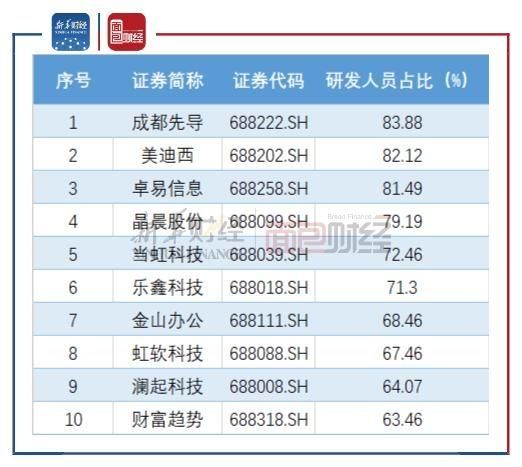 新华财经
XINHUA FINANCE
面包财经
序号 证券简称 证券代码 研发人员占比（%）
1 成都先导 688222.SH 83.88
2 美迪西 688202.SH 82.12
3 卓易信息 688258.SH 81.49
4 晶晨股份 688099.SH 79.19
5 当虹科技 688039.SH 72.46
6 乐鑫科技 688018.SH 71.3
7 金山办公 688111.SH 68.46
8 虹软科技 688088.SH 67.46
9 澜起科技 688008.SH 64.07
10 财富趋势 688318.SH 63.46
新华财经
面包财经
Bread Finance